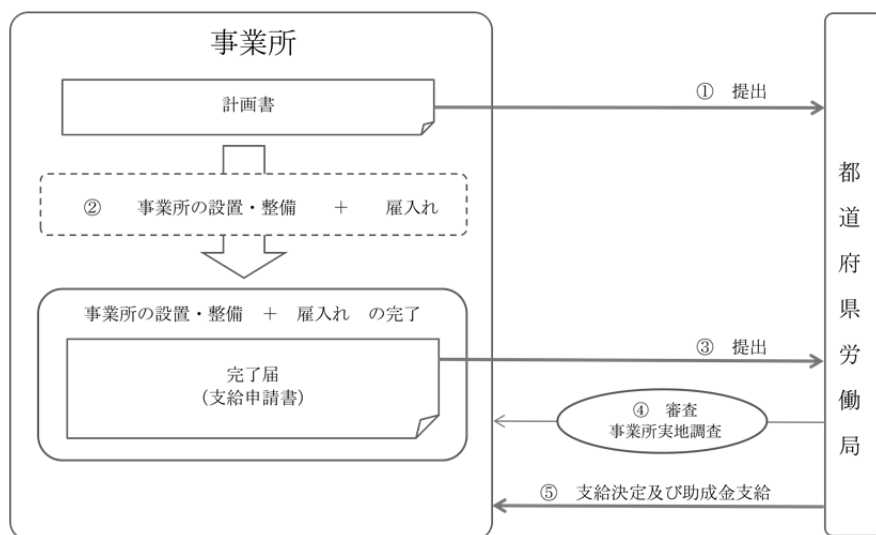 事業所
計画書
① 提出
② 事業所の設置・整備 + 雇入れ
事業所の設置・整備 + 雇入れ の完了
完了届
(支給申請書)
③ 提出
④ 審査
事業所実地調査
⑤ 支給決定及び助成金支給
都道府県労働局